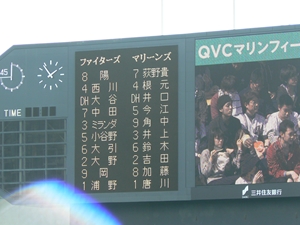 ファイターズ マリーンズ
8 陽 7 荻野貴
4 西川 4 根元
DH 大谷 DH 井口
7 中田 5 今江
3 ミランダ 9 角中
5 小谷野 3 井上
6 大引 6 鈴木
2 大野 2 吉田
9 岡 8 加藤
1 浦野 1 唐川
QVCマリンフィー
TIME
45
三井住友銀行